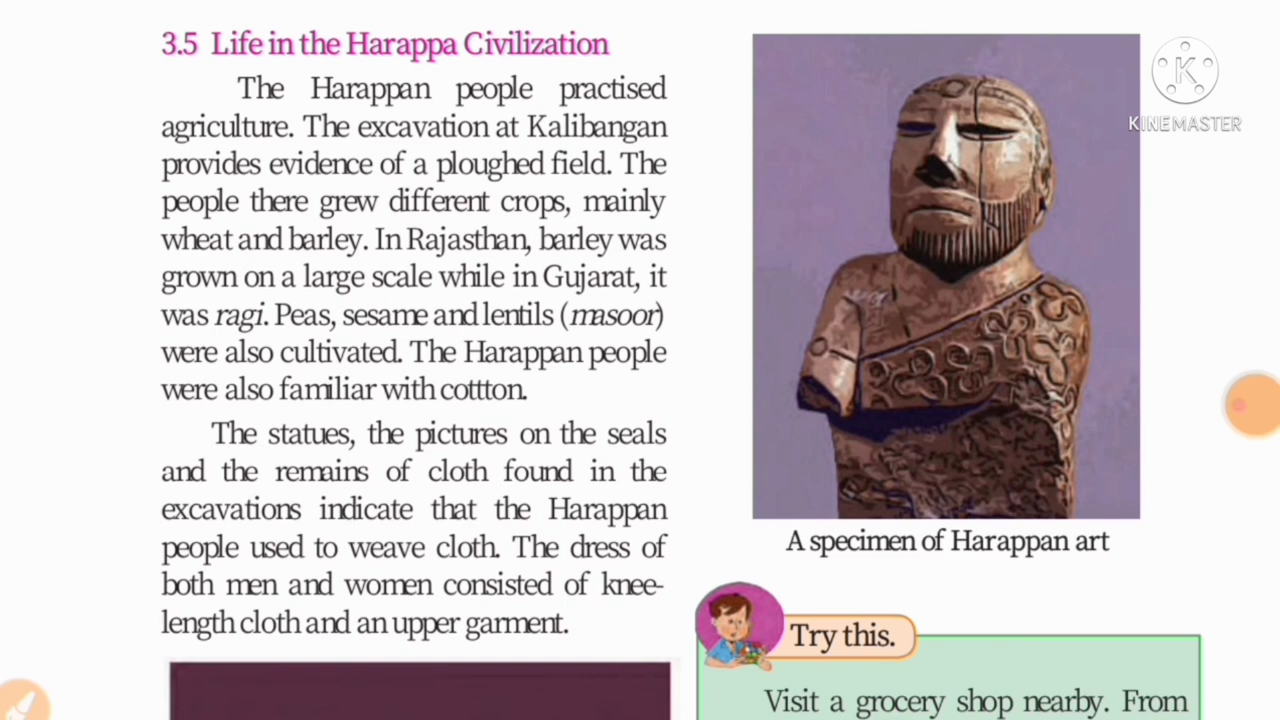 3.5 Life in the Harappa Civilization
The Harappan people practised
agriculture. The excavation at Kalibangan
provides evidence of a ploughed field. The
people there grew different crops, mainly
wheat and barley. In Rajasthan, barley was
grown on a large scale while in Gujarat, it
was ragi. Peas, sesame and lentils (masoor)
were also cultivated. The Harappan people
were also familiar with cottton.
The statues, the pictures on the seals
and the remains of cloth found in the
excavations indicate that the Harappan
people used to weave cloth. The dress of
both men and women consisted of knee-
length cloth and an upper garment.
K
KINEMASTER
A specimen of Harappan art
Try this.
Visit a grocery shop nearby. From